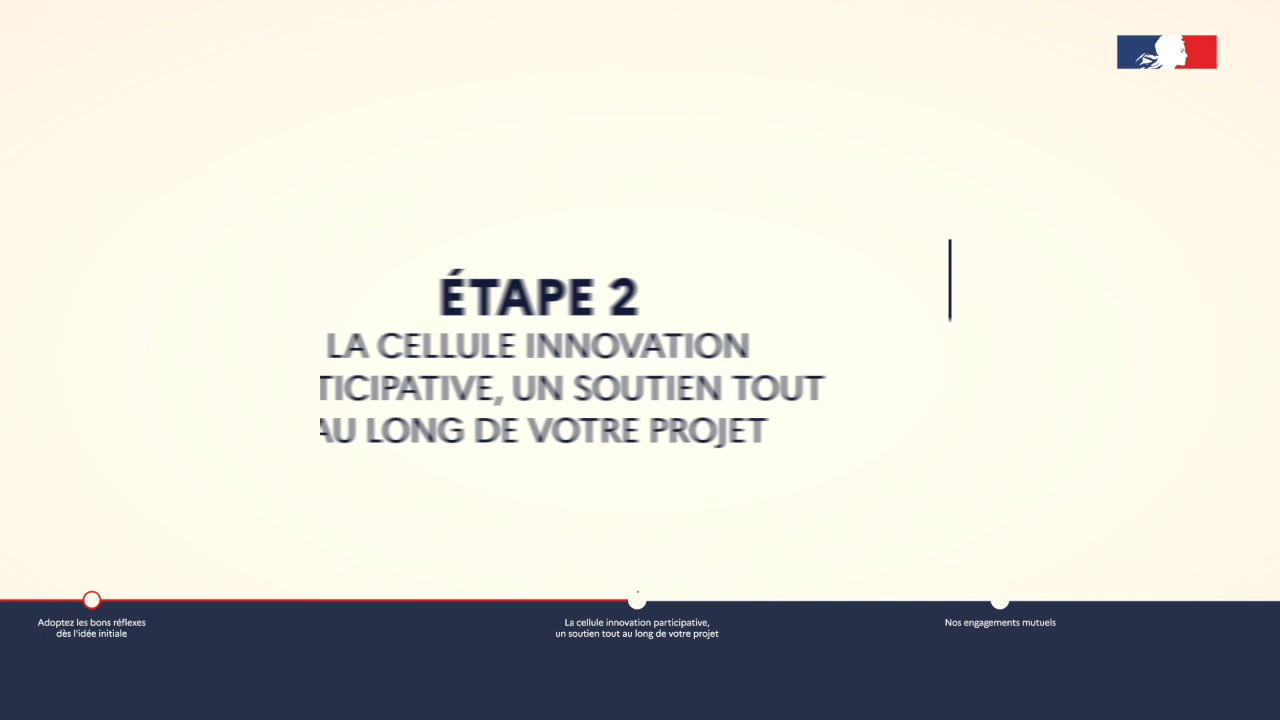 ÉTAPE 2
LA CELLULE INNOVATION
TICIPATIVE, UN SOUTIEN TOUT
AU LONG DE VOTRE PROJET
Adoptez les bons réflexes
dès l'idée initiale
La cellule innovation participative,
un soutien tout au long de votre projet
Nos engagements mutuels